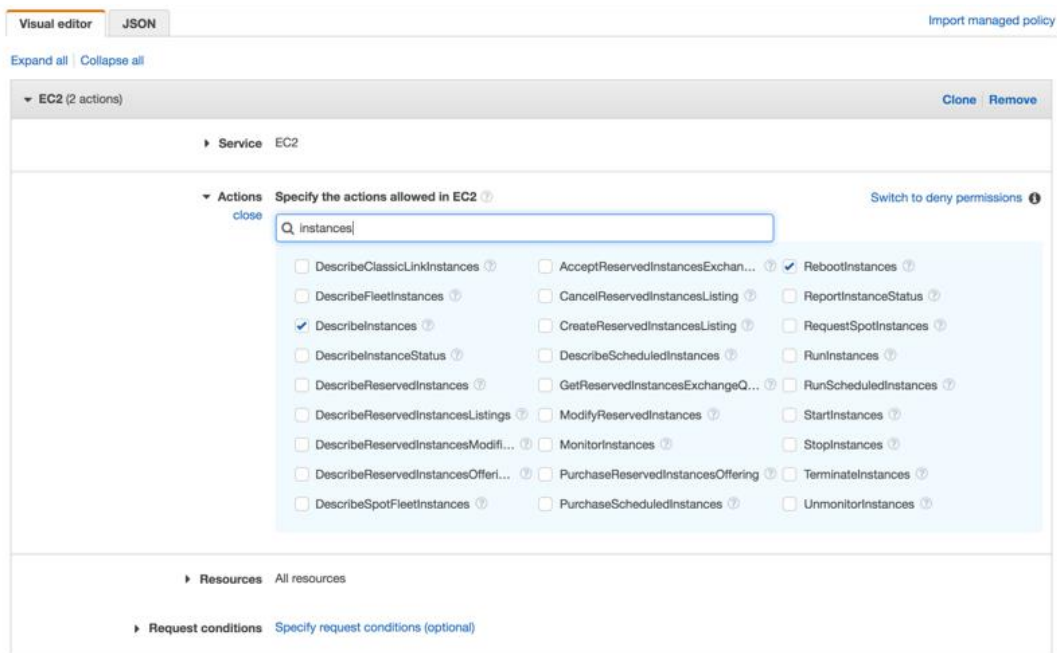 Visual editor JSON Import managed policy
Expand all Collapse all
EC2 (2 actions) Clone Remove
Service EC2
Actions Specify the actions allowed in EC2 Switch to deny permissions
close
instances
DescribeClassicLinkInstances AcceptReservedInstancesExchan... RebootInstances
DescribeFleetInstances CancelReservedInstancesListing ReportInstanceStatus
DescribeInstances CreateReservedInstancesListing RequestSpotInstances
DescribeInstanceStatus DescribeScheduledInstances RunInstances
DescribeReservedInstances GetReservedInstancesExchangeQ... RunScheduledInstances
DescribeReservedInstancesListings ModifyReservedInstances StartInstances
DescribeReservedInstancesModifi... MonitorInstances StopInstances
DescribeReservedInstancesOfferi... PurchaseReservedInstancesOffering TerminateInstances
DescribeSpotFleetInstances PurchaseScheduledInstances UnmonitorInstances
Resources All resources
Request conditions Specify request conditions (optional)